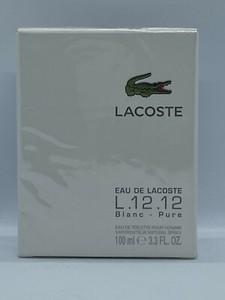 LACOSTE
EAU DE LACOSTE
L.12.12
Blanc - Pure
EAU DE TOILETTE POUR HOMME
VAPORISATEUR NATURAL SPRAY
100 ml e 3.3 FL. OZ.